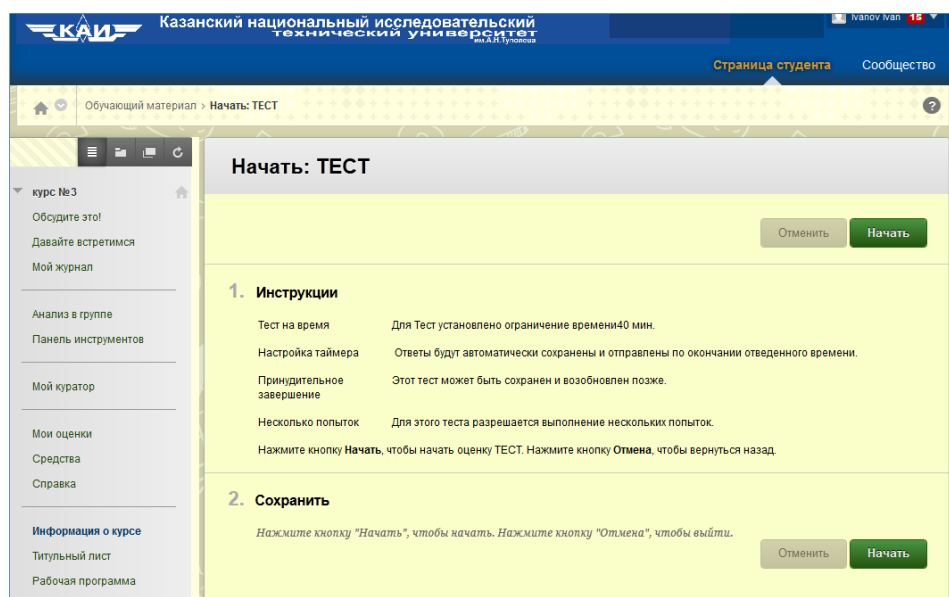 КАИ
Казанский национальный исследовательский
технический университет
им.А.Н.Туполева
Ivanov Ivan 15
Страница студента
Сообщество
Обучающий материал > Начать: ТЕСТ
?
курс №3
Обсудите это!
Давайте встретимся
Мой журнал
Анализ в группе
Панель инструментов
Мой куратор
Мои оценки
Средства
Справка
Информация о курсе
Титульный лист
Рабочая программа
Начать: ТЕСТ
Отменить
Начать
1. Инструкции
Тест на время Для Тест установлено ограничение времени40 мин.
Настройка таймера Ответы будут автоматически сохранены и отправлены по окончании отведенного времени.
Принудительное Этот тест может быть сохранен и возобновлен позже.
завершение
Несколько попыток Для этого теста разрешается выполнение нескольких попыток.
Нажмите кнопку Начать, чтобы начать оценку ТЕСТ. Нажмите кнопку Отмена, чтобы вернуться назад.
2. Сохранить
Нажмите кнопку "Начать", чтобы начать. Нажмите кнопку "Отмена", чтобы выйти.
Отменить
Начать